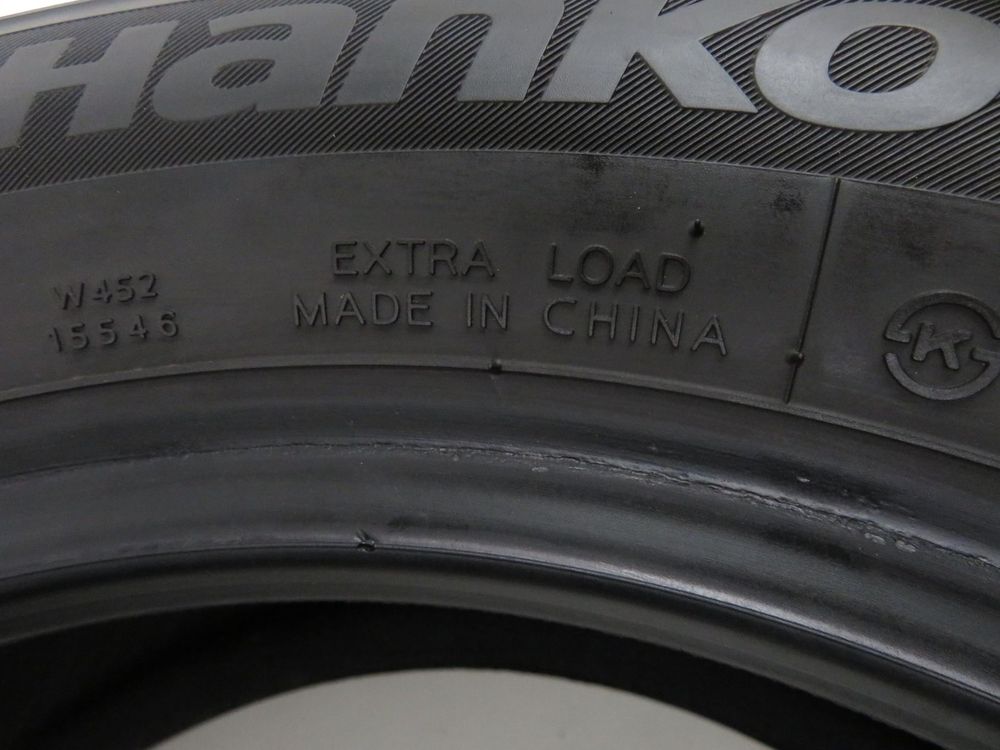 Hanko
EXTRA LOAD
MADE IN CHINA
W452
15546
K